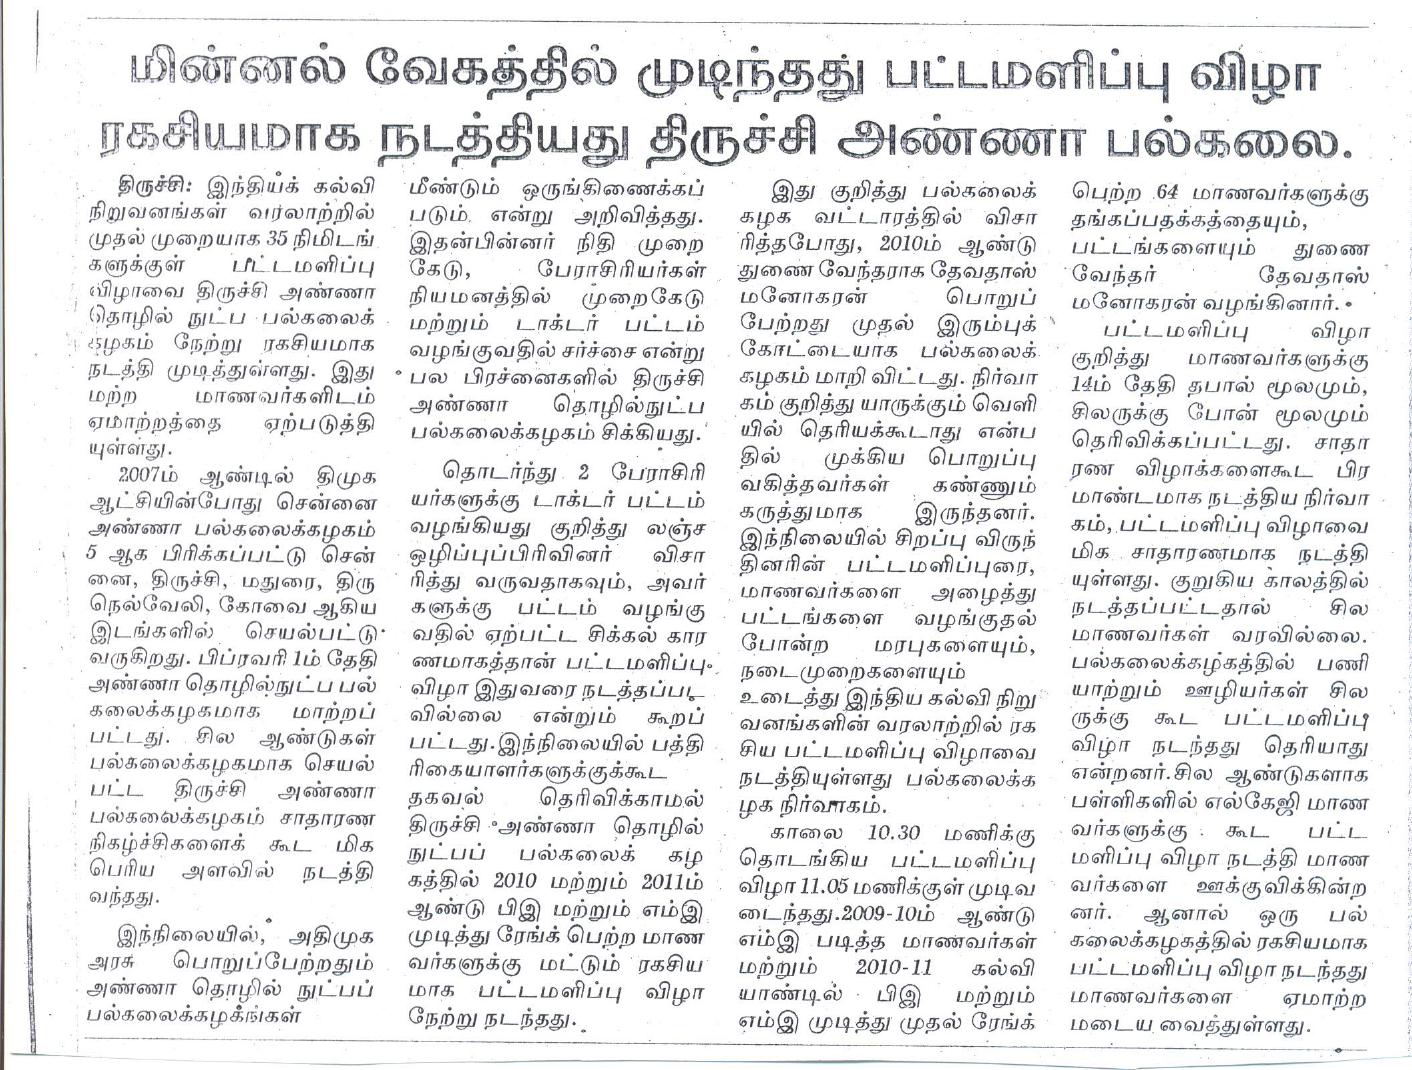 மின்னல் வேகத்தில் முடிந்தது பட்டமளிப்பு விழா
ரகசியமாக நடத்தியது திருச்சி அண்ணா பல்கலை.
திருச்சி: இந்தியக் கல்வி
நிறுவனங்கள் வரலாற்றில்
முதல் முறையாக 35 நிமிடங்
களுக்குள் பட்டமளிப்பு
விழாவை திருச்சி அண்ணா
தொழில் நுட்ப பல்கலைக்
கழகம் நேற்று ரகசியமாக
நடத்தி முடித்துள்ளது. இது
மற்ற மாணவர்களிடம்
ஏமாற்றத்தை ஏற்படுத்தி
யுள்ளது.
2007ம் ஆண்டில் திமுக
ஆட்சியின்போது சென்னை
அண்ணா பல்கலைக்கழகம்
5 ஆக பிரிக்கப்பட்டு சென்
னை, திருச்சி, மதுரை, திரு
நெல்வேலி, கோவை ஆகிய
இடங்களில் செயல்பட்டு
வருகிறது. பிப்ரவரி 1ம் தேதி
அண்ணா தொழில்நுட்ப பல்
கலைக்கழகமாக மாற்றப்
பட்டது. சில ஆண்டுகள்
பல்கலைக்கழகமாக செயல்
பட்ட திருச்சி அண்ணா
பல்கலைக்கழகம் சாதாரண
நிகழ்ச்சிகளைக் கூட மிக
பெரிய அளவில் நடத்தி
வந்தது.
இந்நிலையில், அதிமுக
அரசு பொறுப்பேற்றதும்
அண்ணா தொழில் நுட்பப்
பல்கலைக்கழகங்கள்
மீண்டும் ஒருங்கிணைக்கப்
படும் என்று அறிவித்தது.
இதன்பின்னர் நிதி முறை
கேடு, பேராசிரியர்கள்
நியமனத்தில் முறைகேடு
மற்றும் டாக்டர் பட்டம்
வழங்குவதில் சர்ச்சை என்று
பல பிரச்னைகளில் திருச்சி
அண்ணா தொழில்நுட்ப
பல்கலைக்கழகம் சிக்கியது.
தொடர்ந்து 2 பேராசிரி
யர்களுக்கு டாக்டர் பட்டம்
வழங்கியது குறித்து லஞ்ச
ஒழிப்புப்பிரிவினர் விசா
ரித்து வருவதாகவும், அவர்
களுக்கு பட்டம் வழங்கு
வதில் ஏற்பட்ட சிக்கல் கார
ணமாகத்தான் பட்டமளிப்பு
விழா இதுவரை நடத்தப்பட
வில்லை என்றும் கூறப்
பட்டது.இந்நிலையில் பத்தி
ரிகையாளர்களுக்குக்கூட
தகவல் தெரிவிக்காமல்
திருச்சி அண்ணா தொழில்
நுட்பப் பல்கலைக் கழ
கத்தில் 2010 மற்றும் 2011ம்
ஆண்டு பிஇ மற்றும் எம்இ
முடித்து ரேங்க் பெற்ற மாண
வர்களுக்கு மட்டும் ரகசிய
மாக பட்டமளிப்பு விழா
நேற்று நடந்தது.
இது குறித்து பல்கலைக்
கழக வட்டாரத்தில் விசா
ரித்தபோது, 2010ம் ஆண்டு
துணை வேந்தராக தேவதாஸ்
மனோகரன் பொறுப்
பேற்றது முதல் இரும்புக்
கோட்டையாக பல்கலைக்
கழகம் மாறி விட்டது. நிர்வா
கம் குறித்து யாருக்கும் வெளி
யில் தெரியக்கூடாது என்ப
தில் முக்கிய பொறுப்பு
வகித்தவர்கள் கண்ணும்
கருத்துமாக இருந்தனர்.
இந்நிலையில் சிறப்பு விருந்
தினரின் பட்டமளிப்புரை,
மாணவர்களை அழைத்து
பட்டங்களை வழங்குதல்
போன்ற மரபுகளையும்,
நடைமுறைகளையும்
உடைத்து இந்திய கல்வி நிறு
வனங்களின் வரலாற்றில் ரக
சிய பட்டமளிப்பு விழாவை
நடத்தியுள்ளது பல்கலைக்க
ழக நிர்வாகம்.
காலை 10.30 மணிக்கு
தொடங்கிய பட்டமளிப்பு
விழா 11.05 மணிக்குள் முடிவ
டைந்தது.2009-10ம் ஆண்டு
எம்இ படித்த மாணவர்கள்
மற்றும் 2010-11 கல்வி
யாண்டில் பிஇ மற்றும்
எம்இ முடித்து முதல் ரேங்க்
பெற்ற 64 மாணவர்களுக்கு
தங்கப்பதக்கத்தையும்,
பட்டங்களையும் துணை
வேந்தர் தேவதாஸ்
மனோகரன் வழங்கினார்.
பட்டமளிப்பு விழா
குறித்து மாணவர்களுக்கு
14ம் தேதி தபால் மூலமும்,
சிலருக்கு போன் மூலமும்
தெரிவிக்கப்பட்டது. சாதா
ரண விழாக்களைகூட பிர
மாண்டமாக நடத்திய நிர்வா
கம், பட்டமளிப்பு விழாவை
மிக சாதாரணமாக நடத்தி
யுள்ளது. குறுகிய காலத்தில்
நடத்தப்பட்டதால் சில
மாணவர்கள் வரவில்லை.
பல்கலைக்கழகத்தில் பணி
யாற்றும் ஊழியர்கள் சில
ருக்கு கூட பட்டமளிப்பு
விழா நடந்தது தெரியாது
என்றனர்.சில ஆண்டுகளாக
பள்ளிகளில் எல்கேஜி மாண
வர்களுக்கு கூட பட்ட
மளிப்பு விழா நடத்தி மாண
வர்களை ஊக்குவிக்கின்ற
னர். ஆனால் ஒரு பல்
கலைக்கழகத்தில் ரகசியமாக
பட்டமளிப்பு விழா நடந்தது
மாணவர்களை ஏமாற்ற
மடைய வைத்துள்ளது.